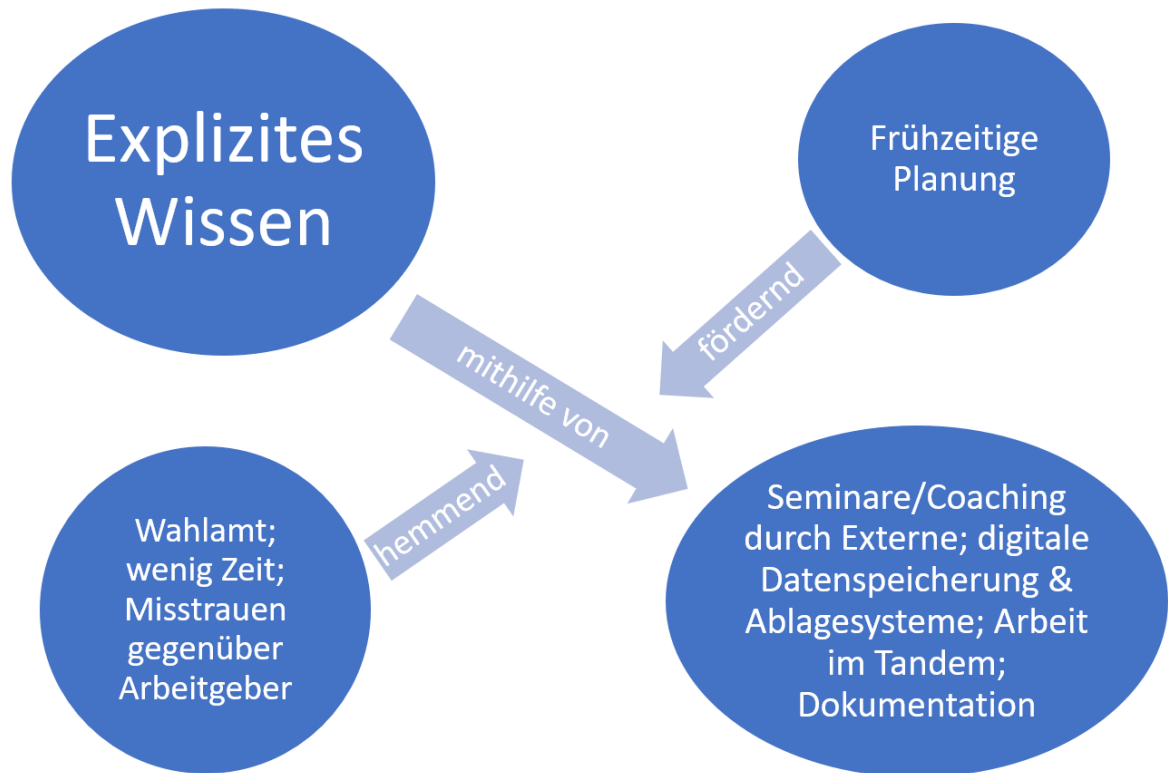 Explizites
Wissen
Frühzeitige
Planung
fördernd
mithilfe von
hemmend
Wahlamt;
wenig Zeit;
Misstrauen
gegenüber
Arbeitgeber
Seminare/Coaching
durch Externe; digitale
Datenspeicherung &
Ablagesysteme; Arbeit
im Tandem;
Dokumentation